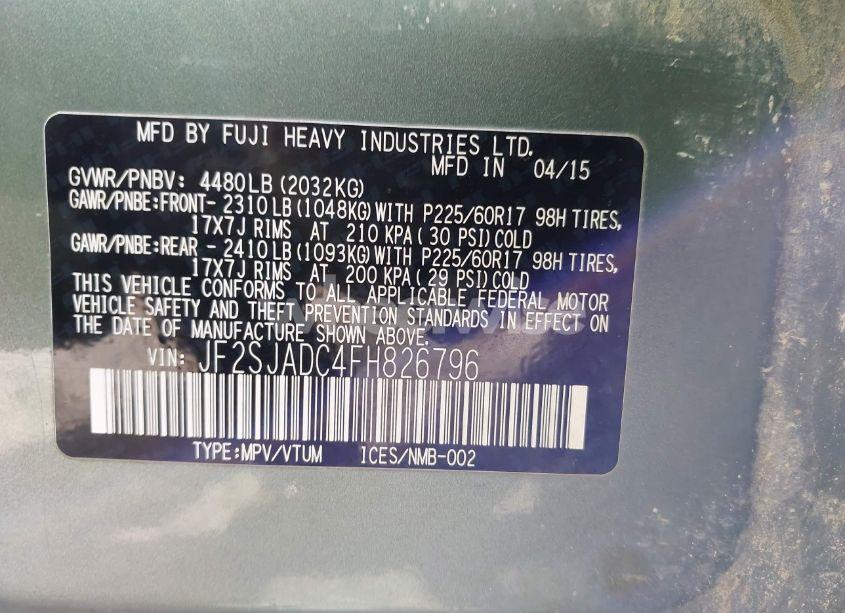 MFD BY FUJI HEAVY INDUSTRIES LTD.
MFD IN 04/15
GVWR/PNBV: 4480LB (2032KG)
GAWR/PNBE:FRONT- 2310LB (1048KG) WITH P225/60R17 98H TIRES,
17X7J RIMS AT 210 KPA (30 PSI) COLD
GAWR/PNBE:REAR - 2410LB (1093KG) WITH P225/60R17 98H TIRES,
17X7J RIMS AT 200 KPA (29 PSI) COLD
THIS VEHICLE CONFORMS TO ALL APPLICABLE FEDERAL MOTOR
VEHICLE SAFETY AND THEFT PREVENTION STANDARDS IN EFFECT ON
THE DATE OF MANUFACTURE SHOWN ABOVE.
VIN: JF2SJADC4FH826796
TYPE:MPV/VTUM ICES/NMB-002